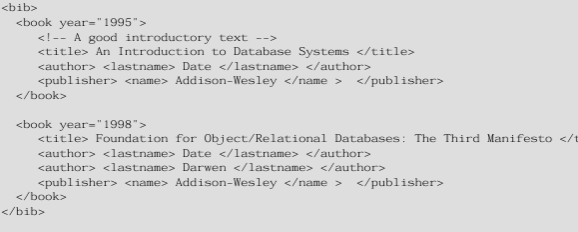 <bib>
<book year="1995">
<!-- A good introductory text -->
<title> An Introduction to Database Systems </title>
<author> <lastname> Date </lastname> </author>
<publisher> <name> Addison-Wesley </name >  </publisher>
</book>
<book year="1998">
<title> Foundation for Object/Relational Databases: The Third Manifesto </t
<author> <lastname> Date </lastname> </author>
<author> <lastname> Darwen </lastname> </author>
<publisher> <name> Addison-Wesley </name >  </publisher>
</book>
</bib>